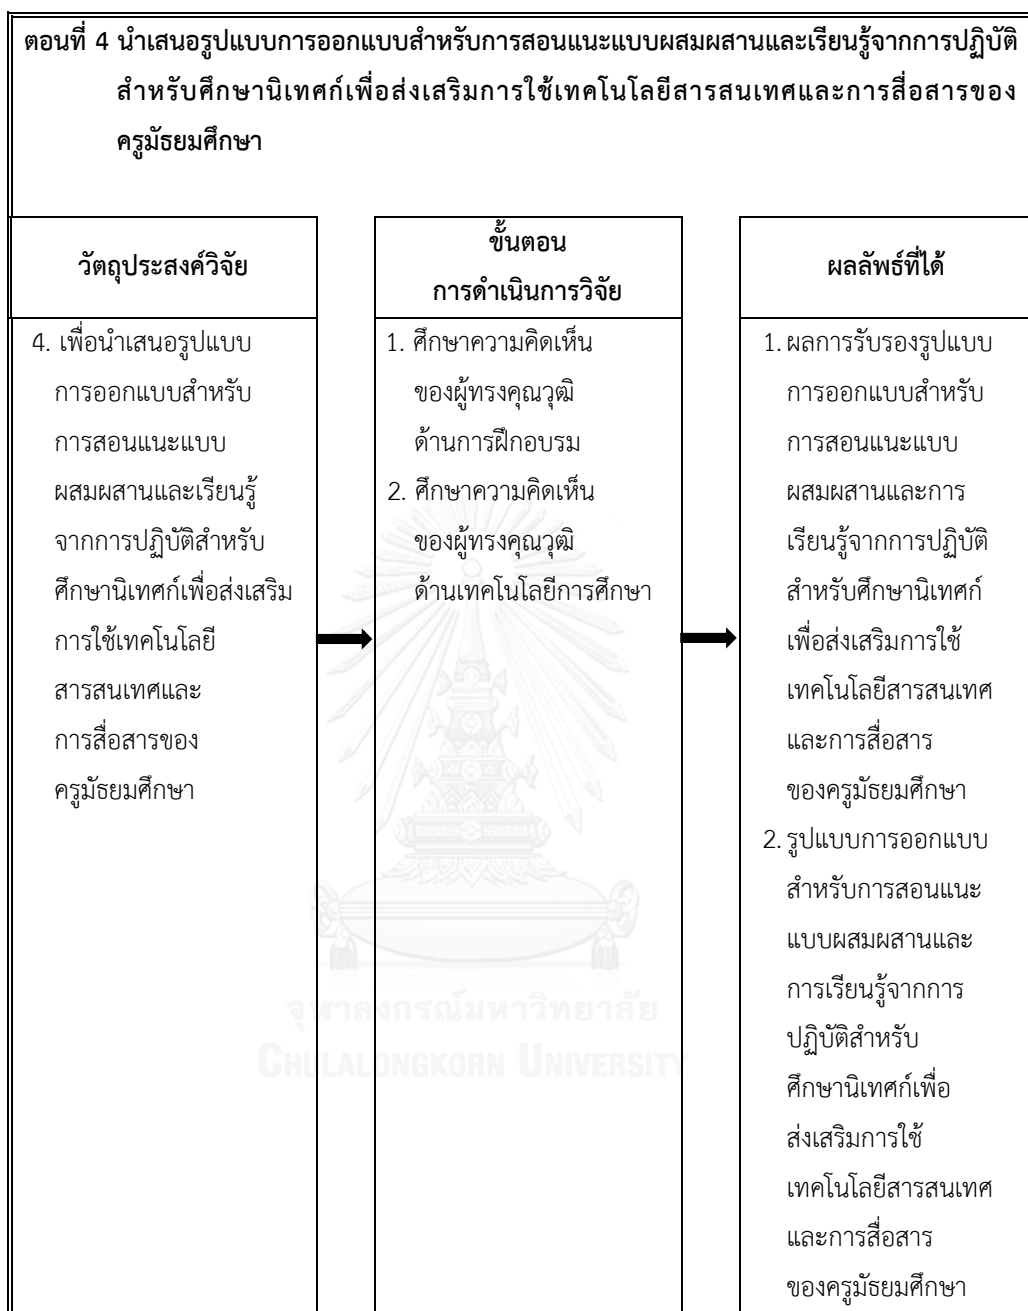 ตอนที่ 4 นำเสนอรูปแบบการออกแบบสำหรับการสอนแนะแบบผสมผสานและเรียนรู้จากการปฏิบัติ
สำหรับศึกษานิเทศก์เพื่อส่งเสริมการใช้เทคโนโลยีสารสนเทศและการสื่อสารของ
ครูมัธยมศึกษา
วัตถุประสงค์วิจัย
4. เพื่อนำเสนอรูปแบบ
การออกแบบสำหรับ
การสอนแนะแบบ
ผสมผสานและเรียนรู้
จากการปฏิบัติสำหรับ
ศึกษานิเทศก์เพื่อส่งเสริม
การใช้เทคโนโลยี
สารสนเทศและ
การสื่อสารของ
ครูมัธยมศึกษา
ขั้นตอน
การดำเนินการวิจัย
1. ศึกษาความคิดเห็น
ของผู้ทรงคุณวุฒิ
ด้านการฝึกอบรม
2. ศึกษาความคิดเห็น
ของผู้ทรงคุณวุฒิ
ด้านเทคโนโลยีการศึกษา
ผลลัพธ์ที่ได้
1. ผลการรับรองรูปแบบ
การออกแบบสำหรับ
การสอนแนะแบบ
ผสมผสานและการ
เรียนรู้จากการปฏิบัติ
สำหรับศึกษานิเทศก์
เพื่อส่งเสริมการใช้
เทคโนโลยีสารสนเทศ
และการสื่อสาร
ของครูมัธยมศึกษา
2. รูปแบบการออกแบบ
สำหรับการสอนแนะ
แบบผสมผสานและ
การเรียนรู้จากการ
ปฏิบัติสำหรับ
ศึกษานิเทศก์เพื่อ
ส่งเสริมการใช้
เทคโนโลยีสารสนเทศ
และการสื่อสาร
ของครูมัธยมศึกษา
จุฬาลงกรณ์มหาวิทยาลัย
CHULALONGKORN UNIVERSITY